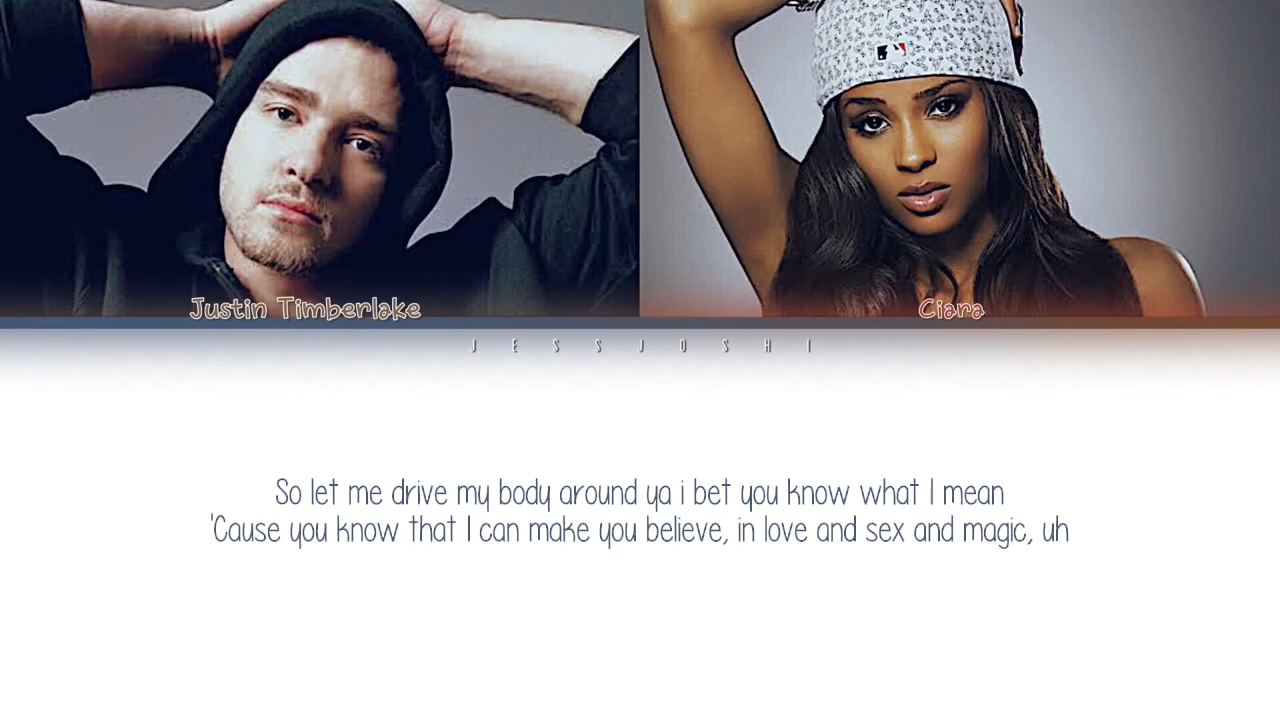 Justin Timberlake
Ciara
JESSJOSHI
So let me drive my body around ya i bet you know what I mean
'Cause you know that I can make you believe, in love and sex and magic, uh